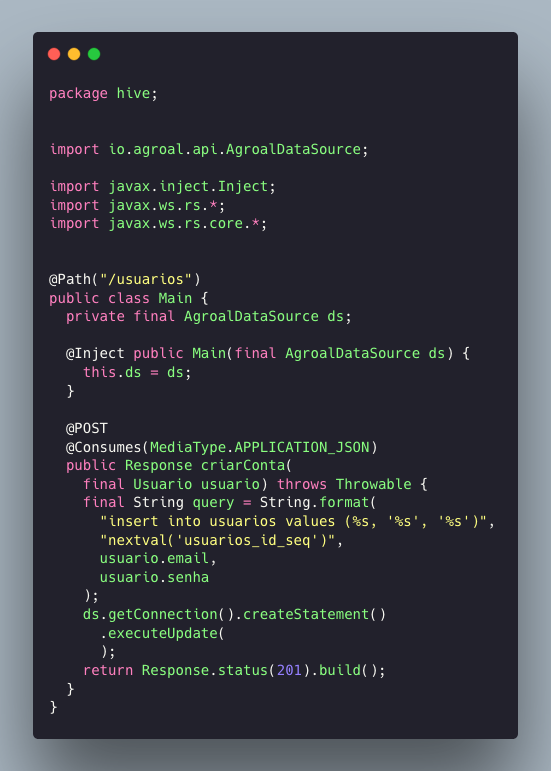 package hive;
import io.agroal.api.AgroalDataSource;
import javax.inject.Inject;
import javax.ws.rs.*;
import javax.ws.rs.core.*;
@Path("/usuarios")
public class Main {
  private final AgroalDataSource ds;
  @Inject public Main(final AgroalDataSource ds) {
    this.ds = ds;
  }
  @POST
  @Consumes(MediaType.APPLICATION_JSON)
  public Response criarConta(
    final Usuario usuario) throws Throwable {
    final String query = String.format(
      "insert into usuarios values (%s, '%s', '%s')",
      "nextval('usuarios_id_seq')",
      usuario.email,
      usuario.senha
    );
    ds.getConnection().createStatement()
      .executeUpdate(
      );
    return Response.status(201).build();
  }
}